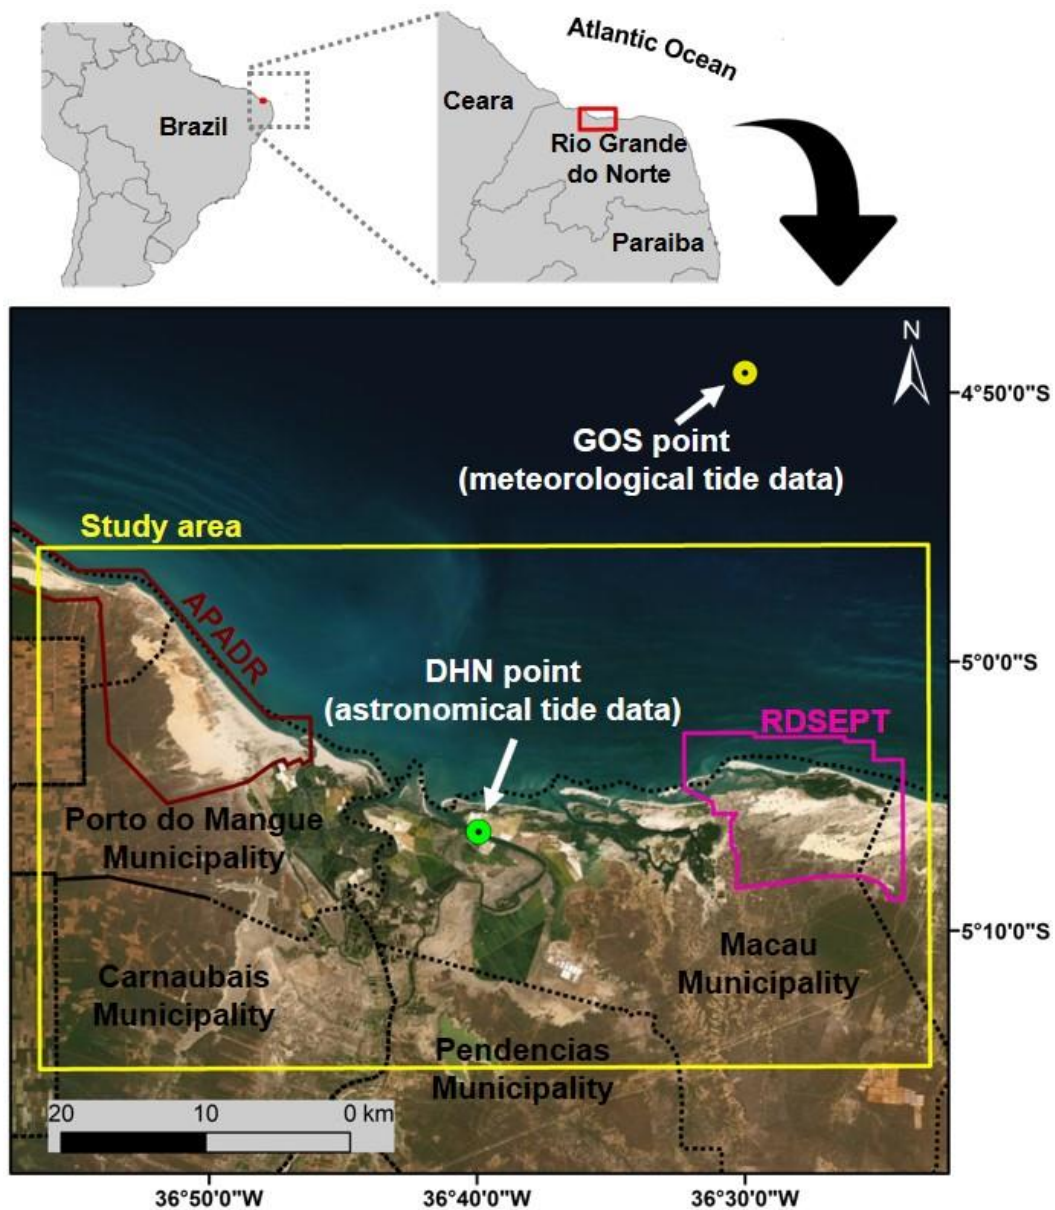 Atlantic Ocean
Ceara
Brazil
Rio Grande
do Norte
Paraiba
N
4°50'0"S
GOS point
(meteorological tide data)
Study area
APADR
5°0'0"S
DHN point
(astronomical tide data)
RDSEPT
Porto do Mangue
Municipality
5°10'0"S
Macau
Municipality
Carnaubais
Municipality
Pendencias
Municipality
20 10 0 km
36°50'0"W 36°40'0"W 36°30'0"W